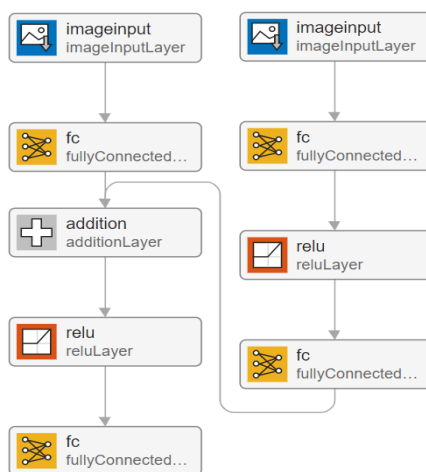 imageinput
imageInputLayer
fc
fullyConnected...
addition
additionLayer
relu
reluLayer
fc
fullyConnected...
imageinput
imageInputLayer
fc
fullyConnected...
relu
reluLayer
fc
fullyConnected...